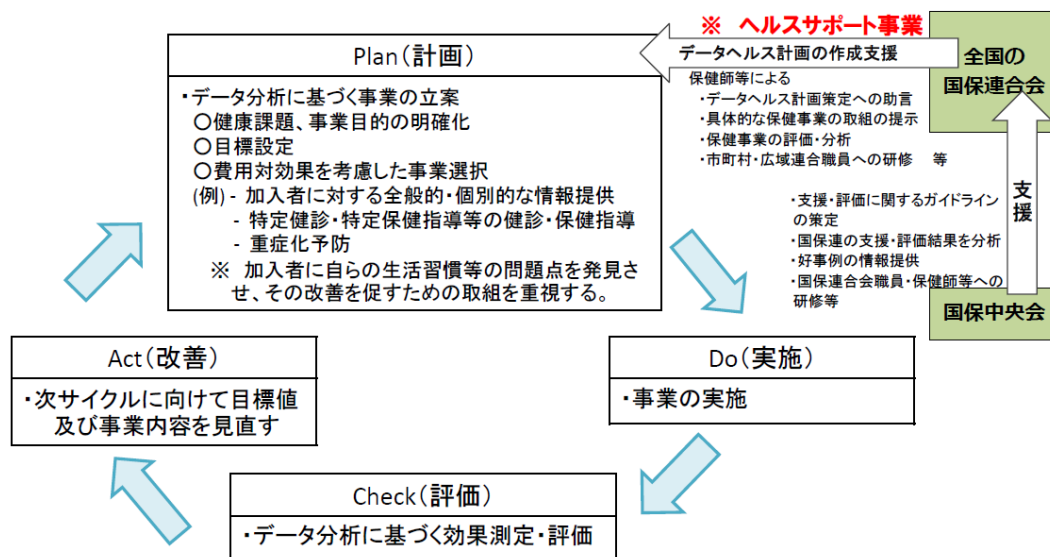 ※　ヘルスサポート事業
データヘルス計画の作成支援
全国の
国保連合会
保健師等による
・データヘルス計画策定への助言
・具体的な保健事業の取組の提示
・保健事業の評価・分析
・市町村・広域連合職員への研修　等
支援
・支援・評価に関するガイドライン
の策定
・国保連の支援・評価結果を分析
・好事例の情報提供
・国保連合会職員・保健師等への
研修等
国保中央会
Plan（計画）
・データ分析に基づく事業の立案
〇健康課題、事業目的の明確化
〇目標設定
〇費用対効果を考慮した事業選択
(例) - 加入者に対する全般的・個別的な情報提供
- 特定健診・特定保健指導等の健診・保健指導
- 重症化予防
※　加入者に自らの生活習慣等の問題点を発見さ
せ、その改善を促すための取組を重視する。
Do（実施）
・事業の実施
Check（評価）
・データ分析に基づく効果測定・評価
Act（改善）
・次サイクルに向けて目標値
及び事業内容を見直す